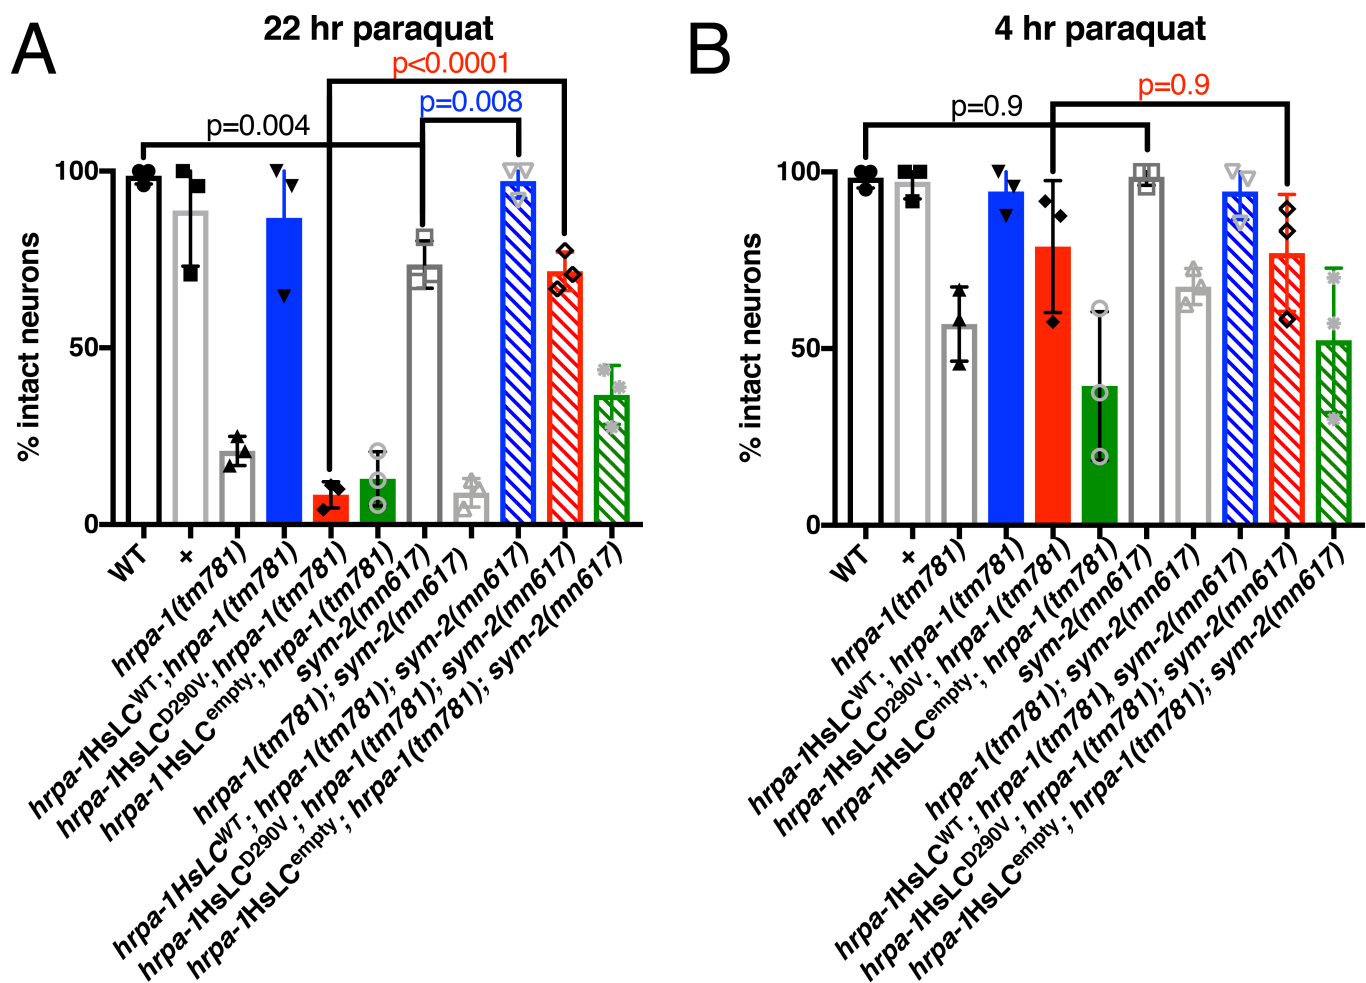 A
22 hr paraquat
p<0.0001
p=0.008
p=0.004
% intact neurons
100
50
0
WT
+
hrpa-1(tm781)
hrpa-1HsLCWT;hrpa-1(tm781)
hrpa-1HsLCD290V; hrpa-1(tm781)
hrpa-1HsLCempty; hrpa-1(tm781)
sym-2(mn617)
hrpa-1(tm781); sym-2(mn617)
hrpa-1HsLCWT; hrpa-1(tm781); sym-2(mn617)
hrpa-1HsLCD290V; hrpa-1(tm781); sym-2(mn617)
hrpa-1HsLCempty; hrpa-1(tm781); sym-2(mn617)
B
4 hr paraquat
p=0.9
p=0.9
% intact neurons
100
50
0
WT
+
hrpa-1(tm781)
hrpa-1HsLCWT; hrpa-1(tm781)
hrpa-1HsLCD290V; hrpa-1(tm781)
hrpa-1HsLCempty; hrpa-1(tm781)
sym-2(mn617)
hrpa-1(tm781); sym-2(mn617)
hrpa-1HsLCWT; hrpa-1(tm781) sym-2(mn617)
hrpa-1HsLCD290V; hrpa-1(tm781); sym-2(mn617)
hrpa-1HsLCempty; hrpa-1(tm781); sym-2(mn617)